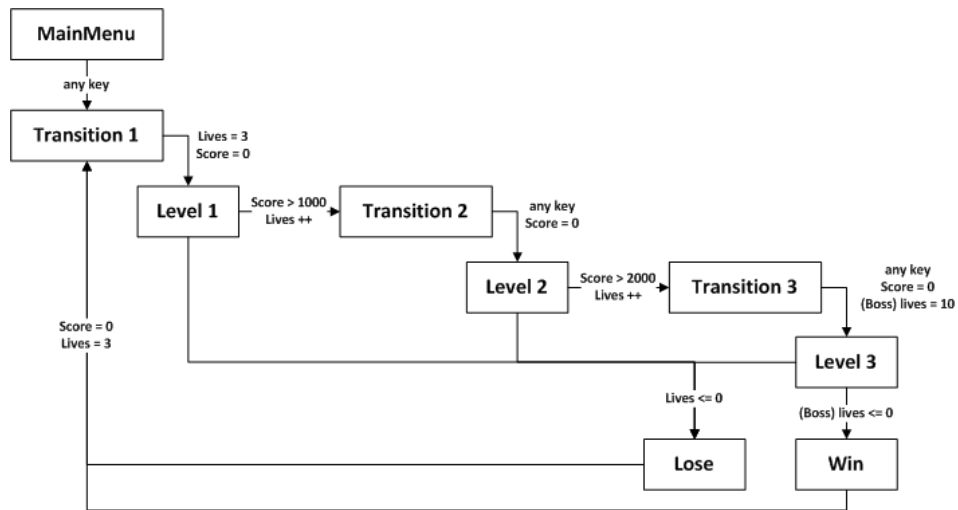 MainMenu
any key
Transition 1
Lives = 3
Score = 0
Level 1
Score > 1000
Lives ++
Transition 2
any key
Score = 0
Level 2
Score > 2000
Lives ++
Transition 3
any key
Score = 0
(Boss) lives = 10
Score = 0
Lives = 3
Level 3
Lives <= 0
(Boss) lives <= 0
Lose
Win